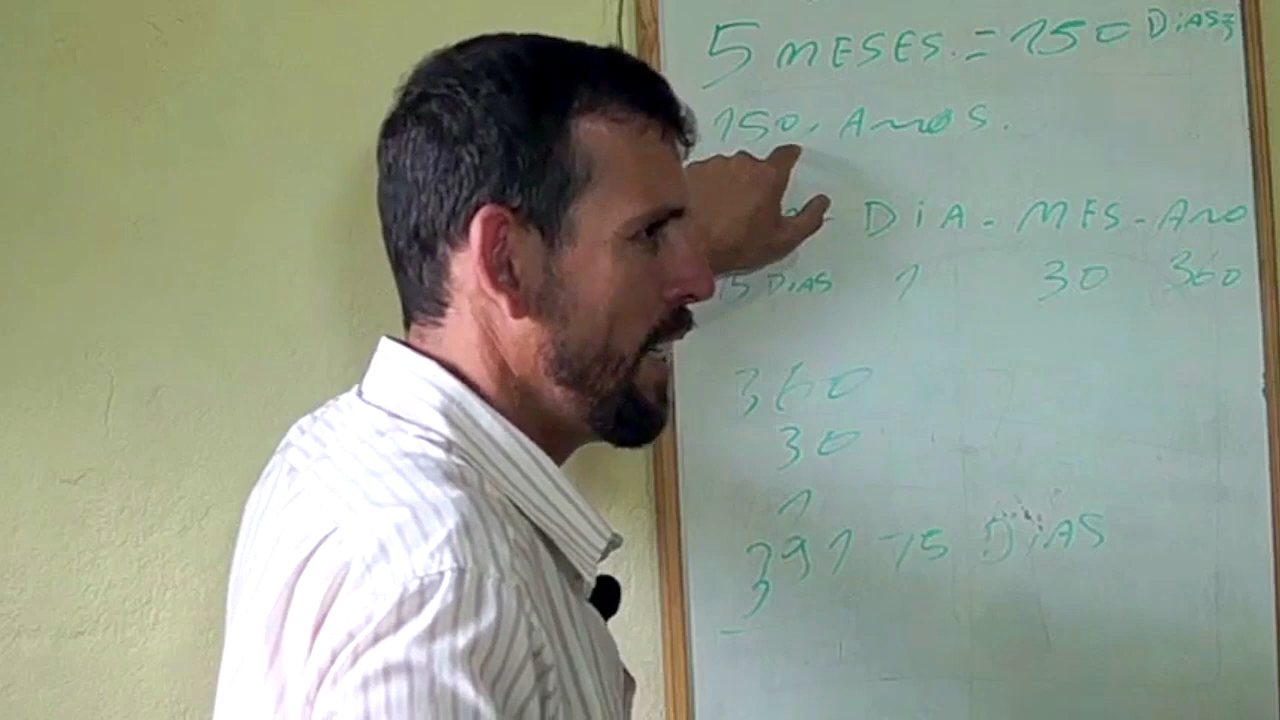 5 MESES. = 150 DiAS
150. AnOS.
DiA - MES - AnO
15 DiAS 1 30 360
360
30
1
391 15 DiAS